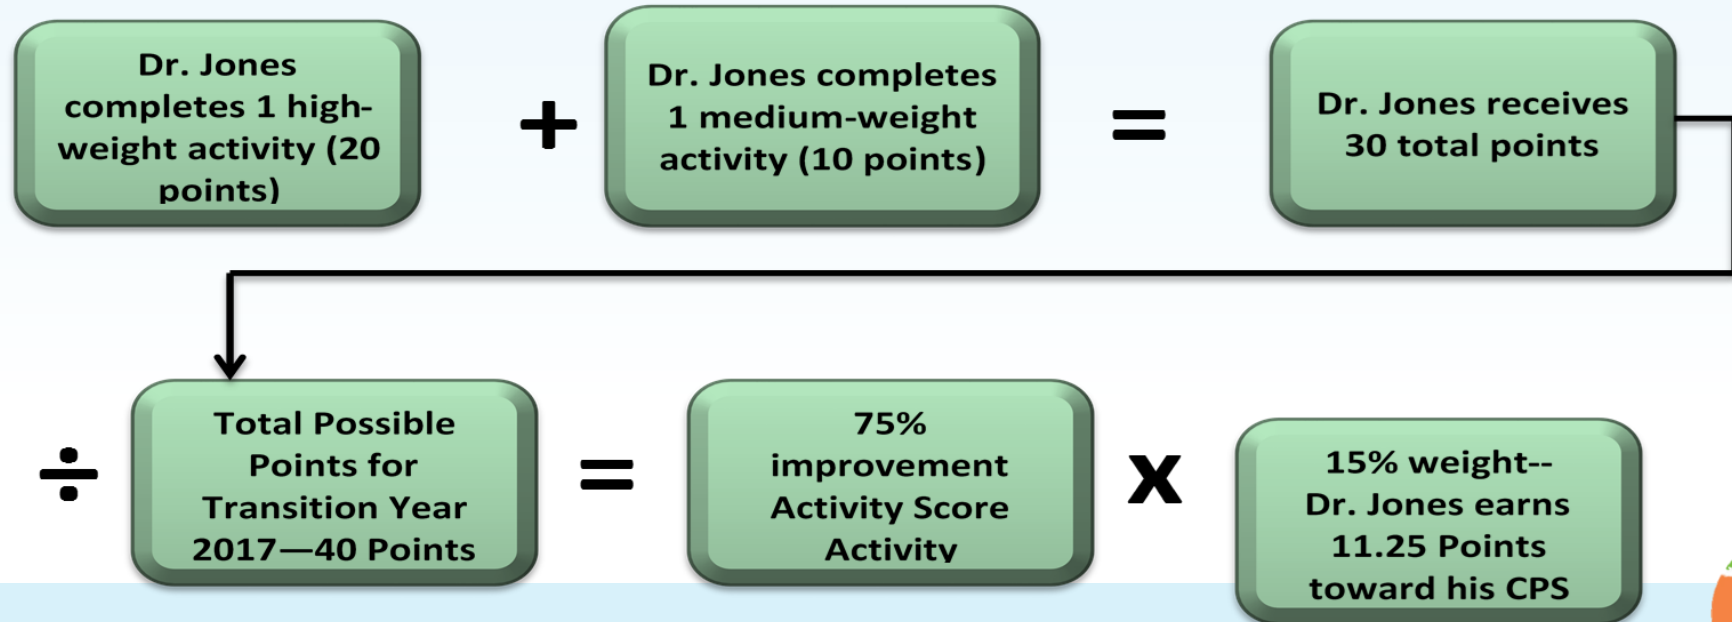 Dr. Jones
completes 1 high-
weight activity (20
points)
+
Dr. Jones completes
1 medium-weight
activity (10 points)
=
Dr. Jones receives
30 total points
÷
Total Possible
Points for
Transition Year
2017—40 Points
=
75%
improvement
Activity Score
Activity
x
15% weight--
Dr. Jones earns
11.25 Points
toward his CPS